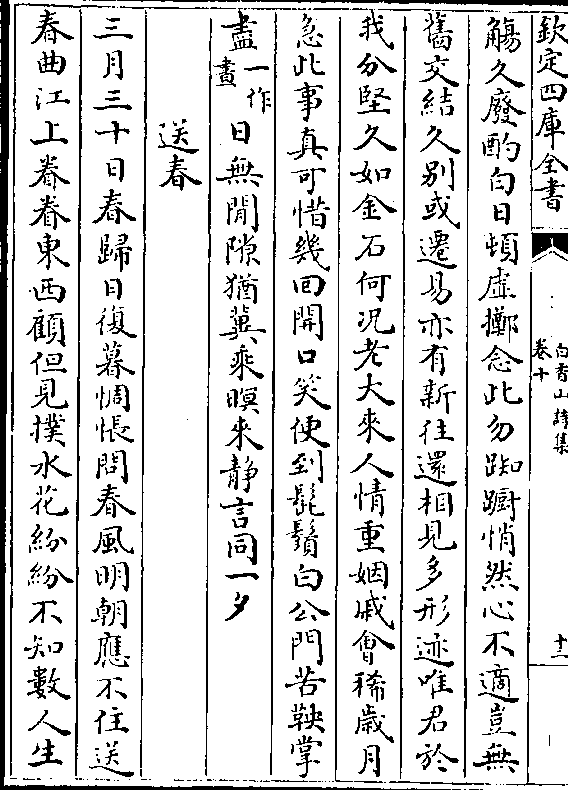 欽定四庫全書
白香山詩集
卷十
十二
觴久廢酌白日頓虛擲念此勿踟躕悄然心不適豈無
舊交結久別或遷易亦有新往還相見多形迹唯君於
我分堅久如金石何況老大來人情重姻戚會稀歲月
急此事真可惜幾回開口笑便到髭鬚白公門苦鞅掌
盡一作晝日無閒隙猶冀乘暝來靜言同一夕
送春
三月三十日春歸日復暮惆悵問春風明朝應不住送
春曲江上眷眷東西顧但見撲水花紛紛不知數人生